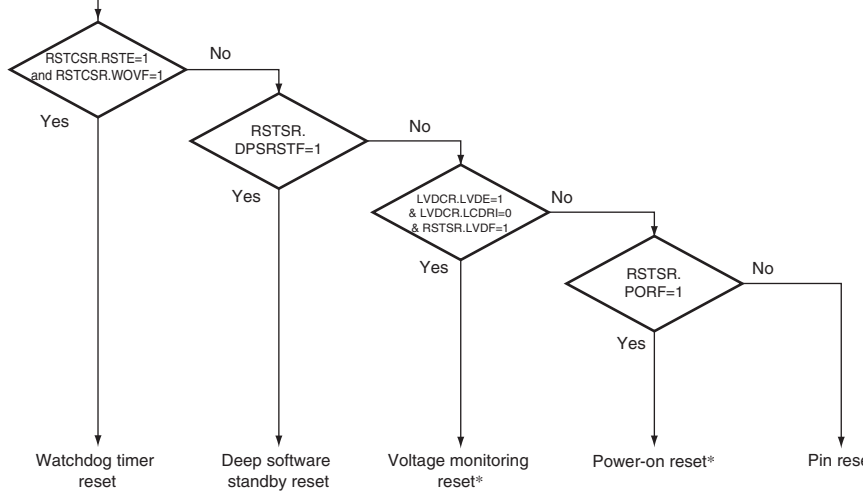 RSTCSR.RSTE=1
and RSTCSR.WOVF=1
No
Yes
RSTSR.
DPSRSTF=1
No
Yes
LVDCR.LVDE=1
& LVDCR.LCDRI=0
& RSTSR.LVDF=1
No
Yes
RSTSR.
PORF=1
No
Yes
Watchdog timer
reset
Deep software
standby reset
Voltage monitoring
reset*
Power-on reset*
Pin rese